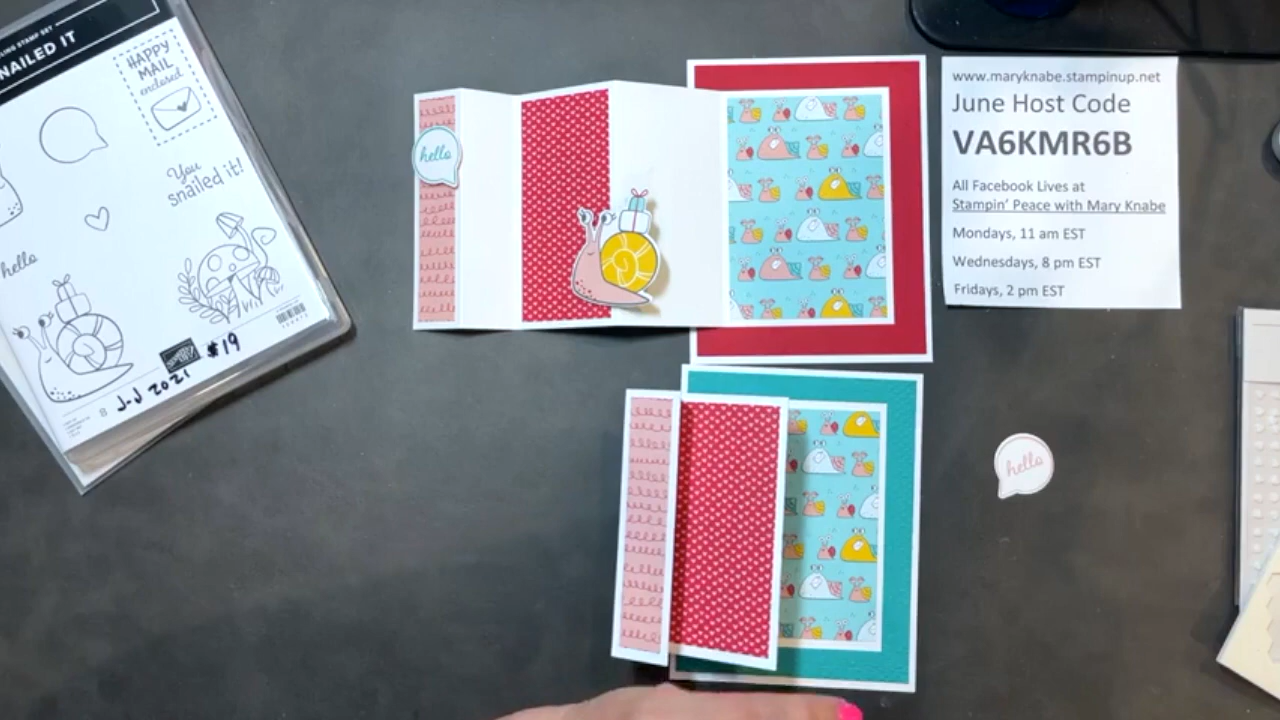 SNAILED IT
HAPPY
MAIL
enclosed
You
snailed it!
hello
J-J 2021 $19
hello
www.maryknabe.stampinup.net
June Host Code
VA6KMR6B
All Facebook Lives at
Stampin' Peace with Mary Knabe
Mondays, 11 am EST
Wednesdays, 8 pm EST
Fridays, 2 pm EST
hello